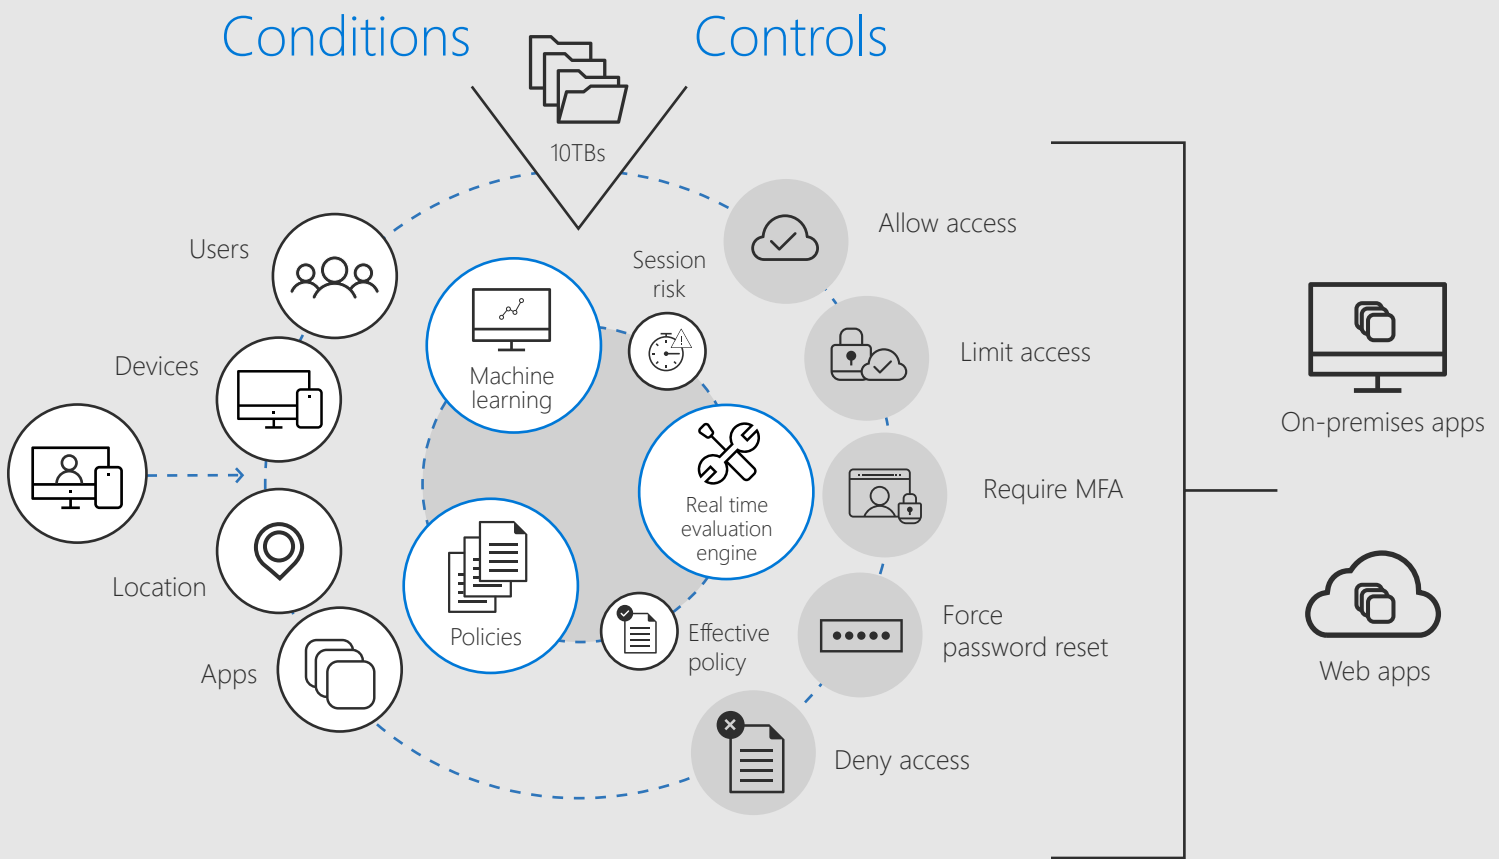 Conditions
Controls
10TBs
Users
Devices
Location
Apps
Machine
learning
Session
risk
Real time
evaluation
engine
Policies
Effective
policy
Allow access
Limit access
Require MFA
Force
password reset
Deny access
On-premises apps
Web apps